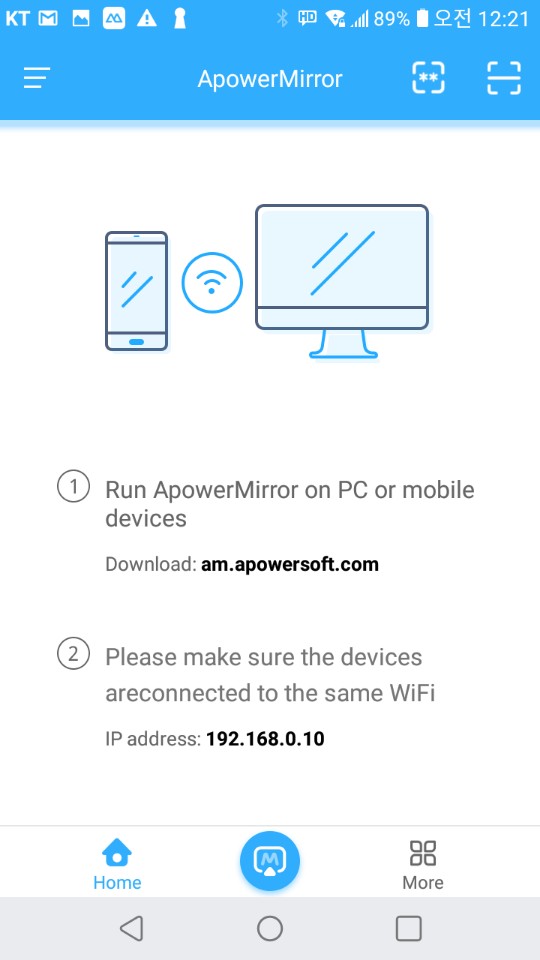 KT HD 89% 오전 12:21
ApowerMirror
**
1 Run ApowerMirror on PC or mobile
devices
Download: am.apowersoft.com
2 Please make sure the devices
areconnected to the same WiFi
IP address: 192.168.0.10
Home M More